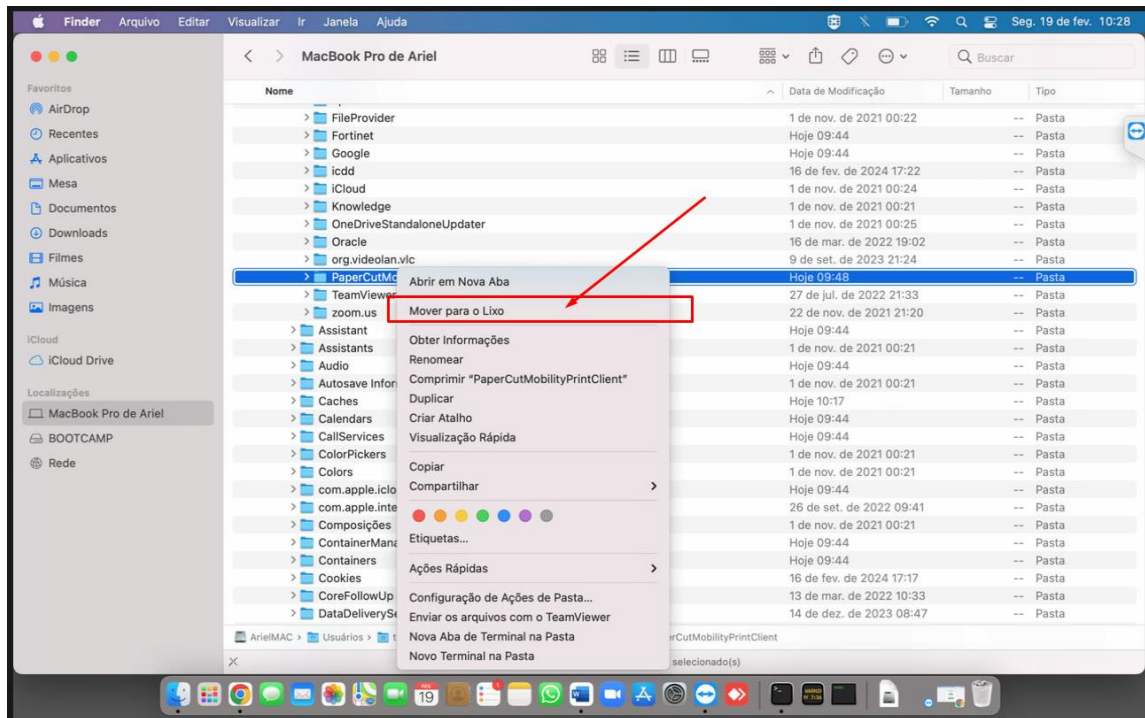 Finder Arquivo Editar Visualizar Ir Janela Ajuda Seg. 19 de fev. 10:28
MacBook Pro de Ariel Buscar
Favoritos
AirDrop
Recentes
Aplicativos
Mesa
Documentos
Downloads
Filmes
Música
Imagens
iCloud
iCloud Drive
Localizações
MacBook Pro de Ariel
BOOTCAMP
Rede
Nome Data de Modificação Tamanho Tipo
FileProvider 1 de nov. de 2021 00:22 -- Pasta
Fortinet Hoje 09:44 -- Pasta
Google Hoje 09:44 -- Pasta
icdd 16 de fev. de 2024 17:22 -- Pasta
iCloud 1 de nov. de 2021 00:24 -- Pasta
Knowledge 1 de nov. de 2021 00:21 -- Pasta
OneDriveStandaloneUpdater 1 de nov. de 2021 00:25 -- Pasta
Oracle 16 de mar. de 2022 19:02 -- Pasta
org.videolan.vlc 9 de set. de 2023 21:24 -- Pasta
PaperCutMo Hoje 09:48 -- Pasta
TeamViewer 27 de jul. de 2022 21:33 -- Pasta
zoom.us 22 de nov. de 2021 21:20 -- Pasta
Assistant Hoje 09:44 -- Pasta
Assistants 1 de nov. de 2021 00:21 -- Pasta
Audio Hoje 09:44 -- Pasta
Autosave Infor 1 de nov. de 2021 00:21 -- Pasta
Caches Hoje 10:17 -- Pasta
Calendars Hoje 09:44 -- Pasta
CallServices Hoje 09:44 -- Pasta
ColorPickers 1 de nov. de 2021 00:21 -- Pasta
Colors 1 de nov. de 2021 00:21 -- Pasta
com.apple.iclo Hoje 09:44 -- Pasta
com.apple.inte 26 de set. de 2022 09:41 -- Pasta
Composições 1 de nov. de 2021 00:21 -- Pasta
ContainerMana Hoje 09:44 -- Pasta
Containers Hoje 09:44 -- Pasta
Cookies 16 de fev. de 2024 17:17 -- Pasta
CoreFollowUp 13 de mar. de 2022 10:33 -- Pasta
DataDeliverySe 14 de dez. de 2023 08:47 -- Pasta
Abrir em Nova Aba
Mover para o Lixo
Obter Informações
Renomear
Comprimir “PaperCutMobilityPrintClient”
Duplicar
Criar Atalho
Visualização Rápida
Copiar
Compartilhar
Etiquetas...
Ações Rápidas
Configuração de Ações de Pasta...
Enviar os arquivos com o TeamViewer
Nova Aba de Terminal na Pasta
Novo Terminal na Pasta
ArielMAC Usuários t rCutMobilityPrintClient
selecionado(s)
FEV.
19